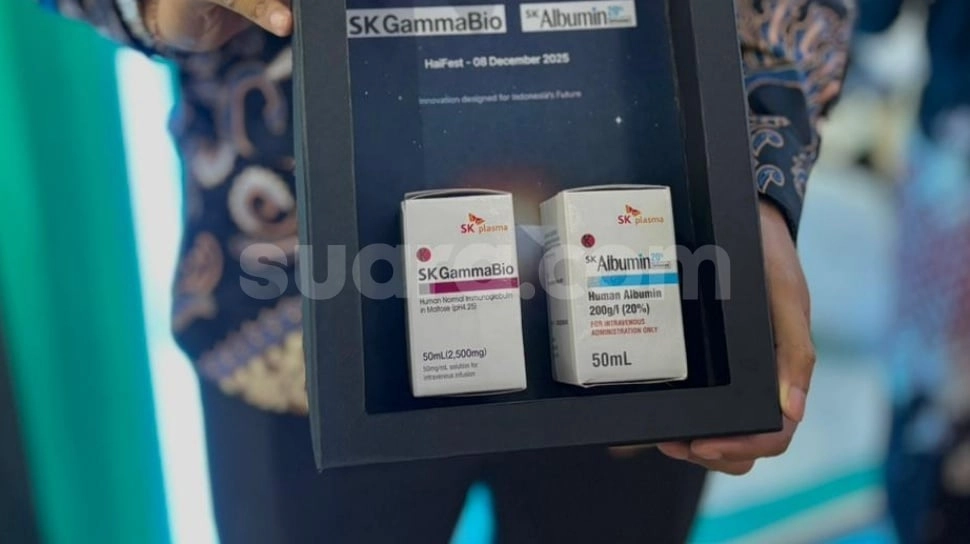 SK GammaBio
SK Albumin 20%
HaiFest - 08 December 2025
Innovation designed for Indonesia's Future
SK plasma
K
SK GammaBio
Human Normal Immunoglobulin
in Maltose (pH4.25)
50mL(2,500mg)
50mg/mL solution for
intravenous infusion
SK plasma
K
SK Albumin 20%
Human Albumin
200g/l (20%)
FOR INTRAVENOUS
ADMINISTRATION ONLY
50mL
suara.com